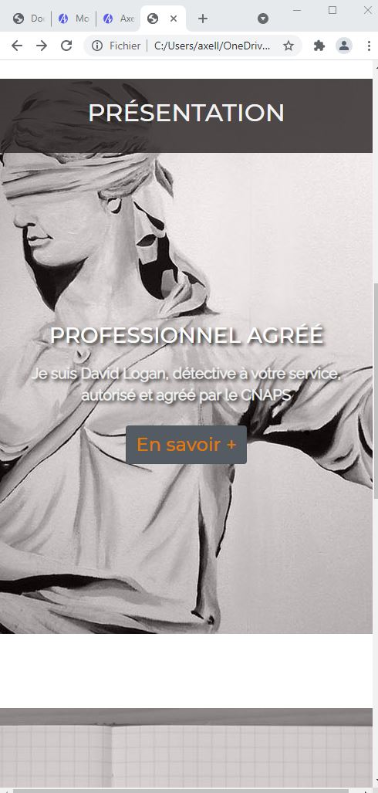 Do
Mo
Axe
Fichier
C:/Users/axell/OneDriv...
PRÉSENTATION
PROFESSIONNEL AGRÉÉ
Je suis David Logan, détective à votre service,
autorisé et agréé par le CNAPS
En savoir +